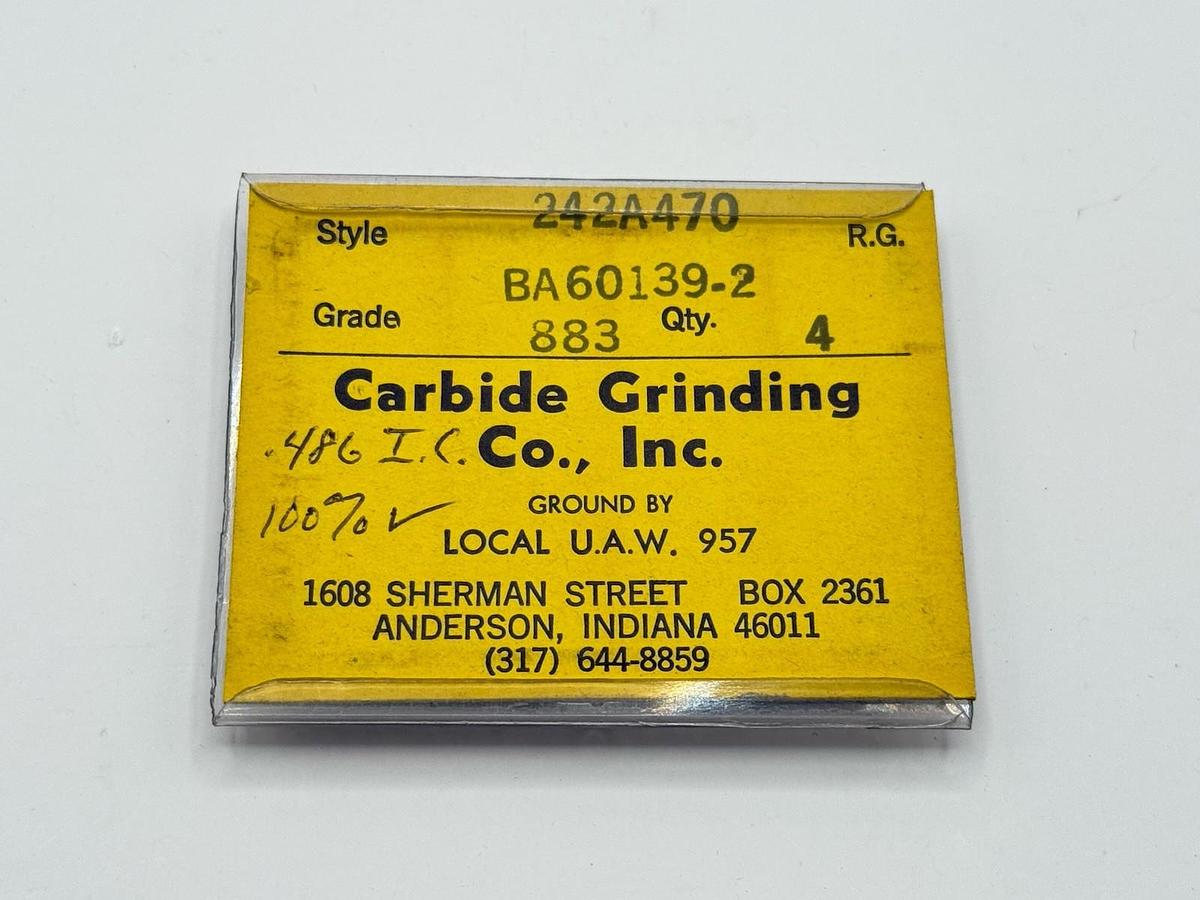 242A470
Style R.G.
BA60139-2
Grade 883 Qty. 4
Carbide Grinding
.486 I.C. Co., Inc.
GROUND BY
100% ✓
LOCAL U.A.W. 957
1608 SHERMAN STREET BOX 2361
ANDERSON, INDIANA 46011
(317) 644-8859